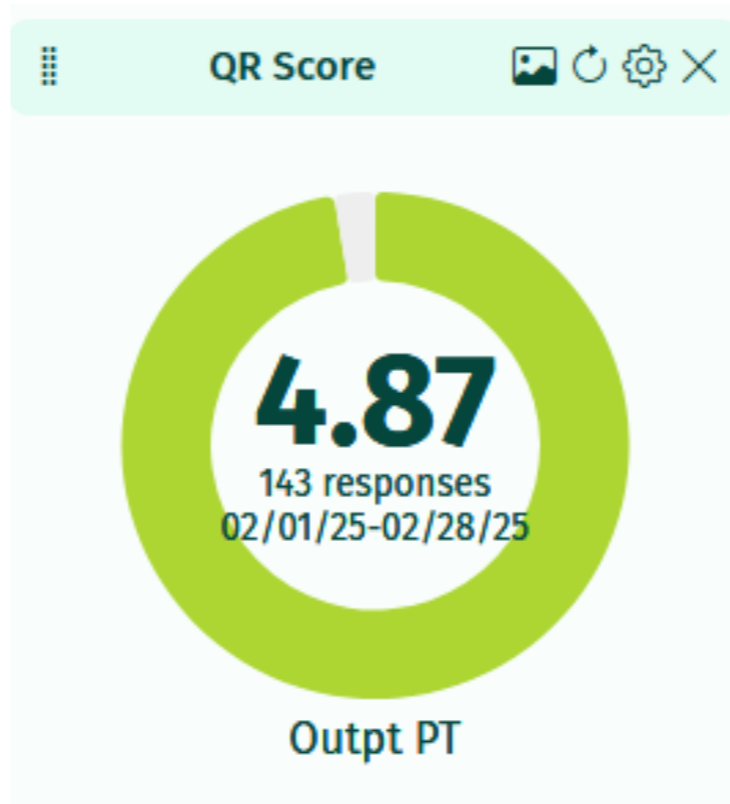 QR Score
4.87
143 responses
02/01/25-02/28/25
Outpt PT